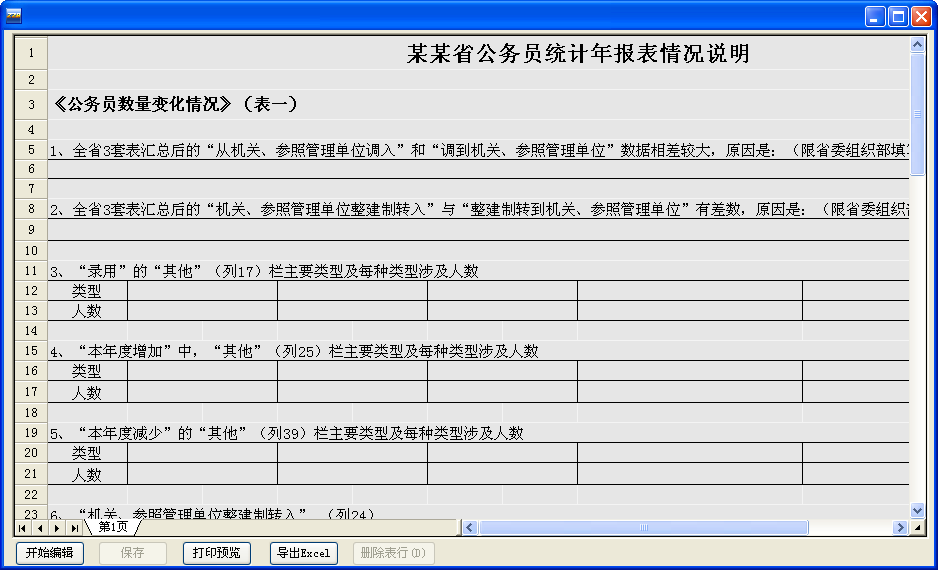 1 某某省公务员统计年报表情况说明
2
3 《公务员数量变化情况》（表一）
4
5 1、全省3套表汇总后的“从机关、参照管理单位调入”和“调到机关、参照管理单位”数据相差较大，原因是：（限省委组织部填
6
7
8 2、全省3套表汇总后的“机关、参照管理单位整建制转入”与“整建制转到机关、参照管理单位”有差数，原因是：（限省委组织
9
10
11 3、“录用”的“其他”（列17）栏主要类型及每种类型涉及人数
12 类型
13 人数
14
15 4、“本年度增加”中，“其他”（列25）栏主要类型及每种类型涉及人数
16 类型
17 人数
18
19 5、“本年度减少”的“其他”（列39）栏主要类型及每种类型涉及人数
20 类型
21 人数
22
23 6、“机关、参照管理单位整建制转入”（列24）
第1页
开始编辑 保存 打印预览 导出Excel 删除表行(D)